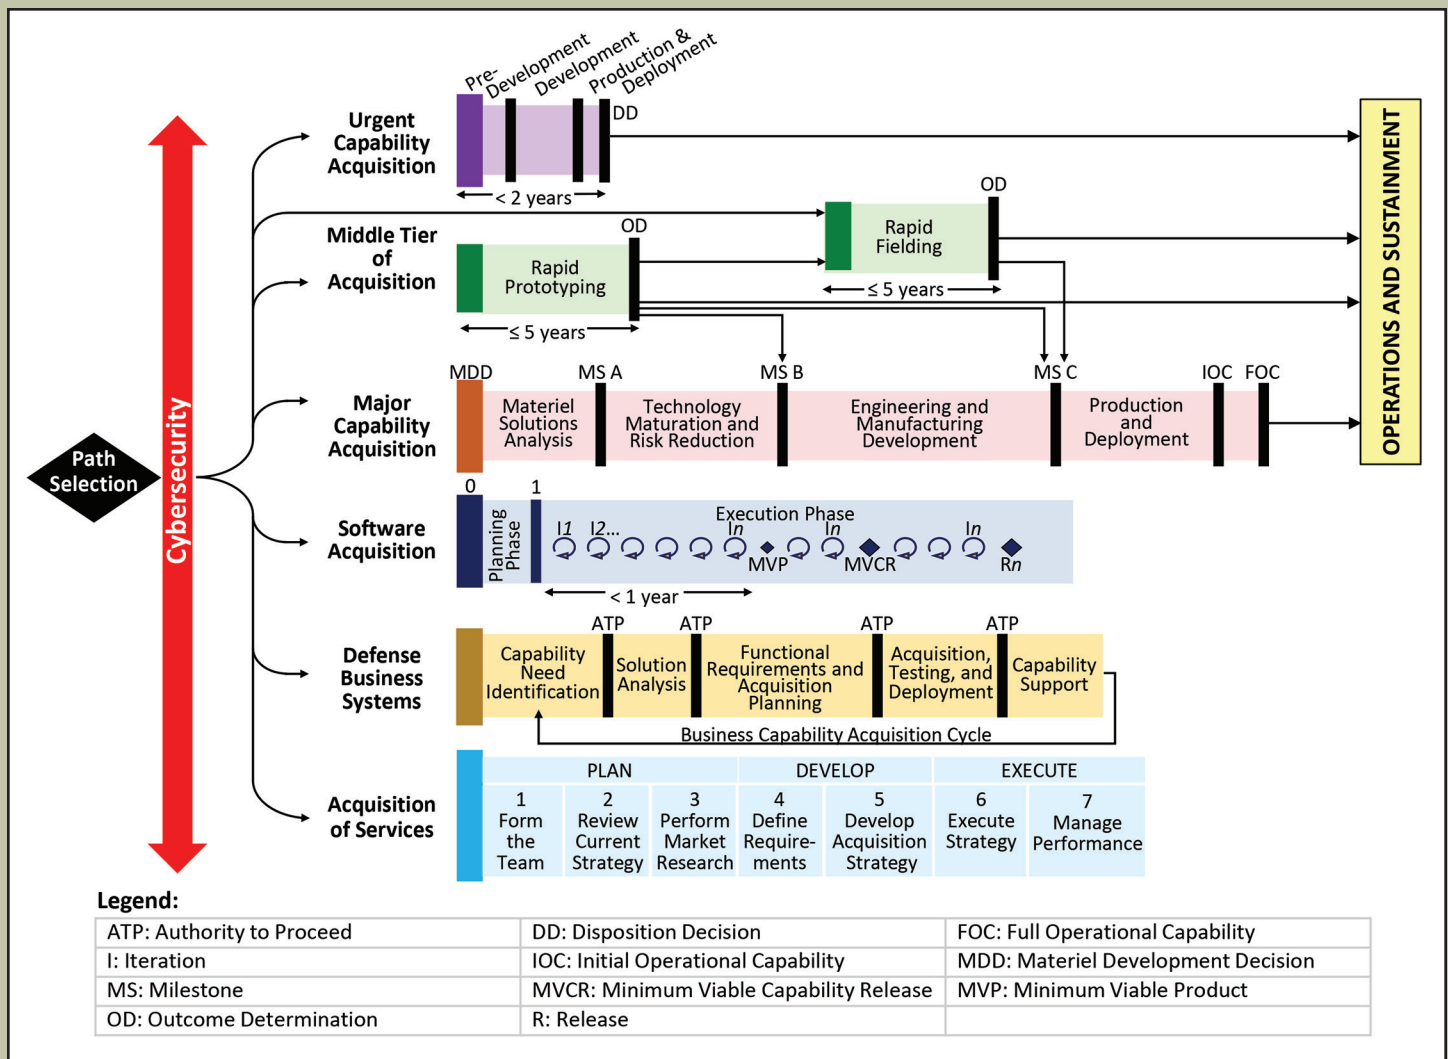 Pre-
Development
Development
Production &
Deployment
Urgent
Capability
Acquisition
DD
< 2 years
OD
Rapid
Fielding
≤ 5 years
Middle Tier
of
Acquisition
OD
Rapid
Prototyping
≤ 5 years
OPERATIONS AND SUSTAINMENT
Path
Selection
Cybersecurity
MDD
MS A
MS B
MS C
IOC
FOC
Major
Capability
Acquisition
Materiel
Solutions
Analysis
Technology
Maturation and
Risk Reduction
Engineering and
Manufacturing
Development
Production
and
Deployment
Software
Acquisition
0
1
Planning
Phase
Execution Phase
I1
I2...
In
In
In
MVP
MVCR
Rn
< 1 year
Defense
Business
Systems
ATP
ATP
ATP
ATP
Capability
Need
Identification
Solution
Analysis
Functional
Requirements and
Acquisition
Planning
Acquisition,
Testing, and
Deployment
Capability
Support
Business Capability Acquisition Cycle
Acquisition
of Services
PLAN
DEVELOP
EXECUTE
1
Form
the
Team
2
Review
Current
Strategy
3
Perform
Market
Research
4
Define
Require-
ments
5
Develop
Acquisition
Strategy
6
Execute
Strategy
7
Manage
Performance
Legend:
ATP: Authority to Proceed
DD: Disposition Decision
FOC: Full Operational Capability
I: Iteration
IOC: Initial Operational Capability
MDD: Materiel Development Decision
MS: Milestone
MVCR: Minimum Viable Capability Release
MVP: Minimum Viable Product
OD: Outcome Determination
R: Release